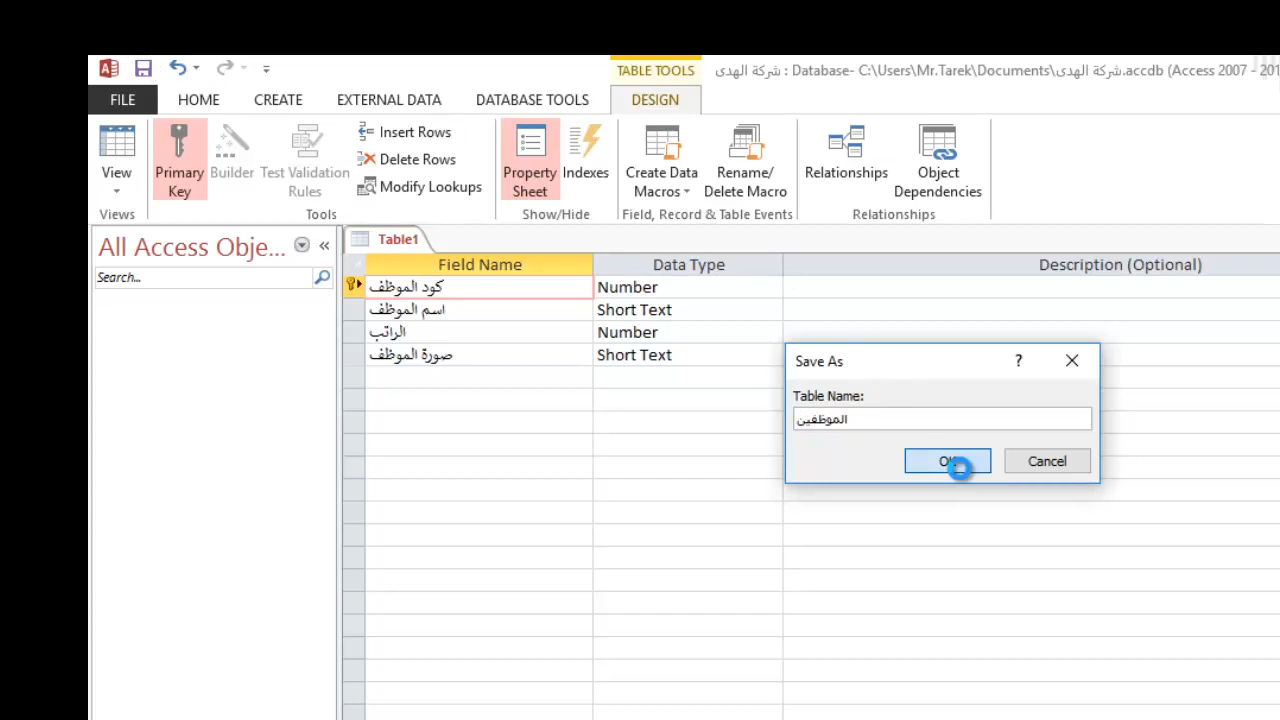 TABLE TOOLS
شركة الهدى : Database- C:\Users\Mr.Tarek\Documents\شركة الهدى.accdb (Access 2007 - 201
FILE
HOME
CREATE
EXTERNAL DATA
DATABASE TOOLS
DESIGN
View
Primary Key
Builder
Test Validation Rules
Insert Rows
Delete Rows
Modify Lookups
Property Sheet
Indexes
Create Data Macros
Rename/ Delete Macro
Relationships
Object Dependencies
Views
Tools
Show/Hide
Field, Record & Table Events
Relationships
All Access Obje...
Search...
Table1
Field Name
Data Type
Description (Optional)
كود الموظف
Number
اسم الموظف
Short Text
الراتب
Number
صورة الموظف
Short Text
Save As
?
Table Name:
الموظفين
Cancel